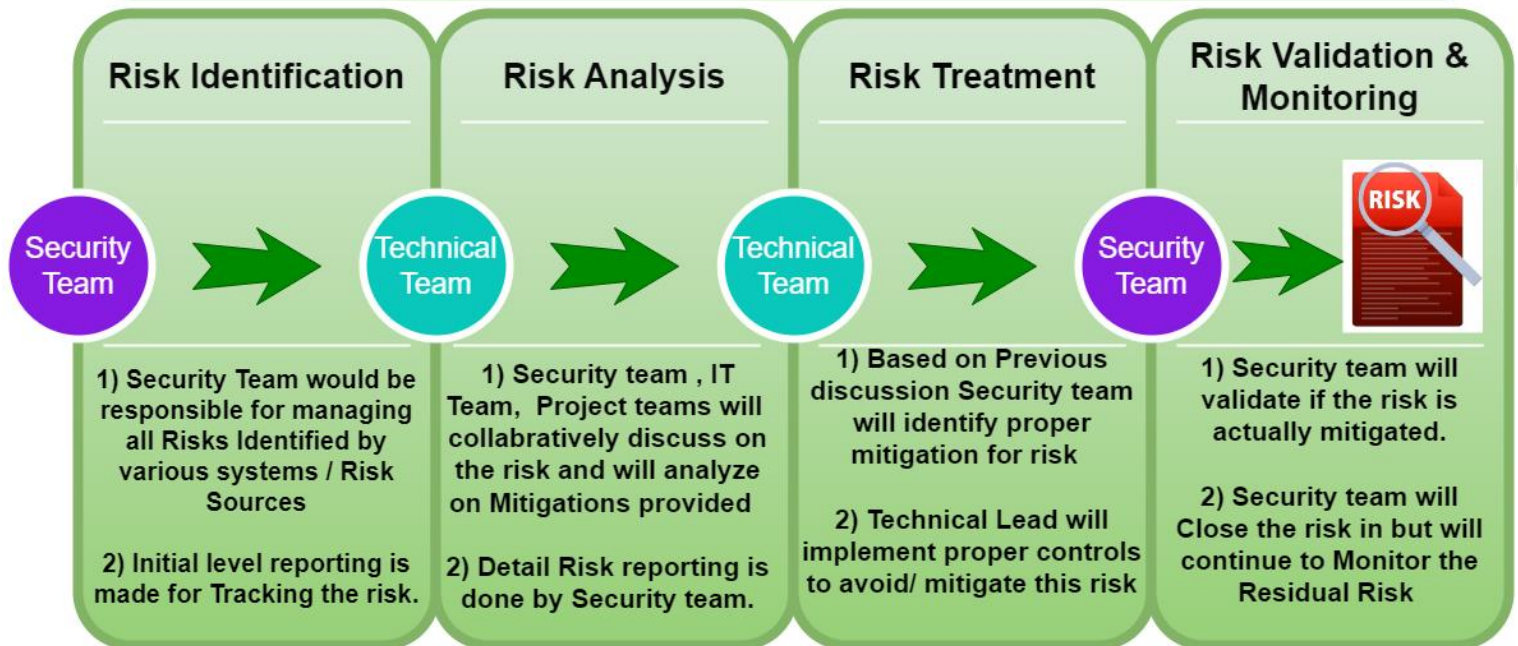 Risk Identification
Security
Team
1) Security Team would be
responsible for managing
all Risks Identified by
various systems / Risk
Sources
2) Initial level reporting is
made for Tracking the risk.
Risk Analysis
Technical
Team
1) Security team , IT
Team, Project teams will
collabratively discuss on
the risk and will analyze
on Mitigations provided
2) Detail Risk reporting is
done by Security team.
Risk Treatment
Technical
Team
1) Based on Previous
discussion Security team
will identify proper
mitigation for risk
2) Technical Lead will
implement proper controls
to avoid/ mitigate this risk
Risk Validation &
Monitoring
Security
Team
RISK
1) Security team will
validate if the risk is
actually mitigated.
2) Security team will
Close the risk in but will
continue to Monitor the
Residual Risk